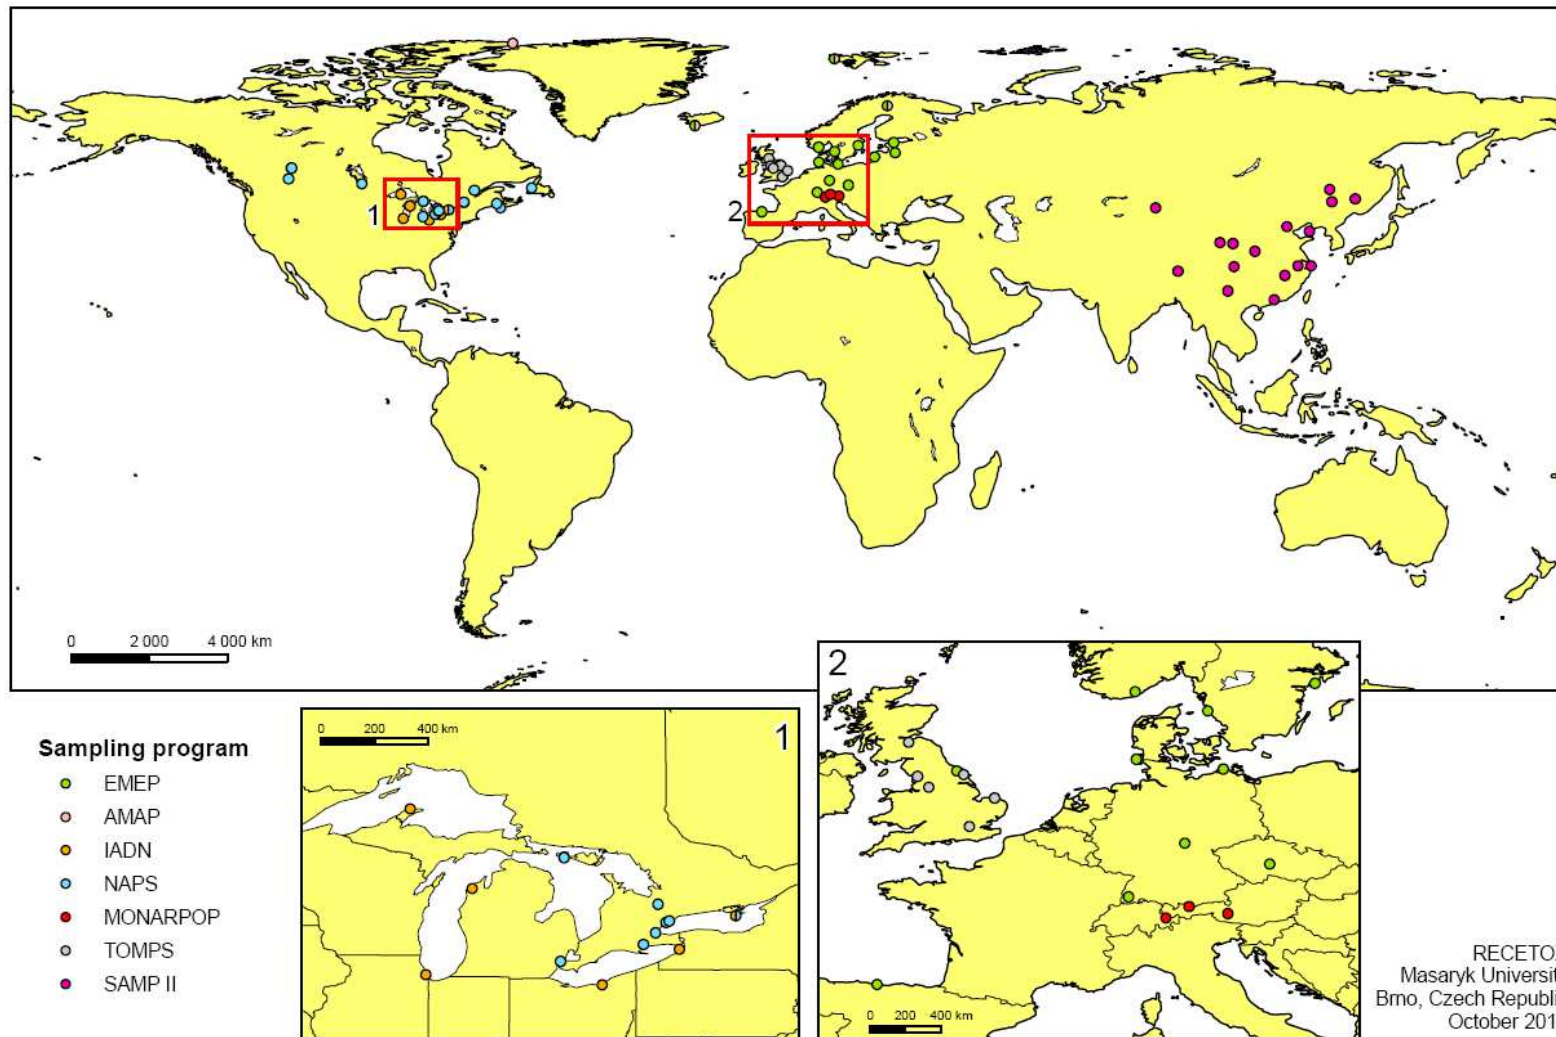 1
2
0 2 000 4 000 km
Sampling program
EMEP
AMAP
IADN
NAPS
MONARPOP
TOMPS
SAMP II
0 200 400 km
1
2
0 200 400 km
RECETO
Masaryk Universit
Brno, Czech Republi
October 201